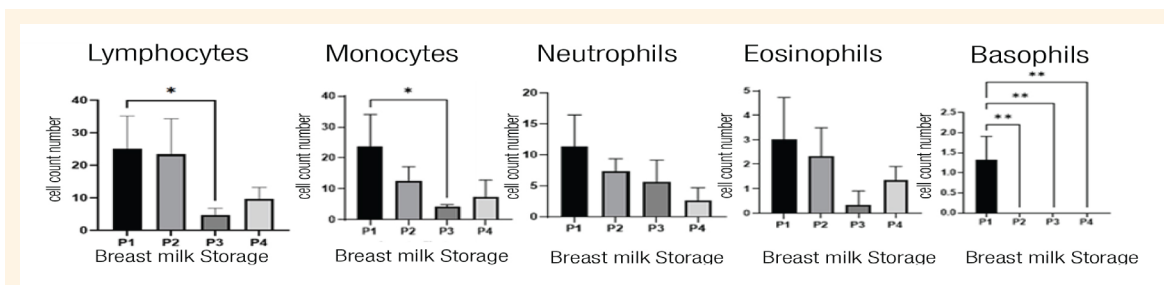 Lymphocytes
*
40
30
20
10
0
cell count number
P1 P2 P3 P4
Breast milk Storage
Monocytes
*
40
30
20
10
0
cell count number
P1 P2 P3 P4
Breast milk Storage
Neutrophils
20
15
10
5
0
cell count number
P1 P2 P3 P4
Breast milk Storage
Eosinophils
5
4
3
2
1
0
cell count number
P1 P2 P3 P4
Breast milk Storage
Basophils
**
**
**
2.5
2.0
1.5
1.0
0.5
0.0
cell count number
P1 P2 P3 P4
Breast milk Storage